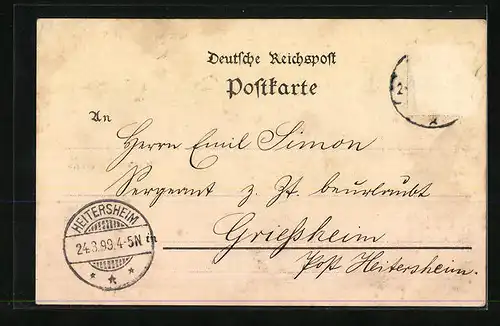 Deutsche Reichspost
Postkarte
An
Herrn Emil Simon
Sergeant z. Zt. beurlaubt
in
Grießheim
Post Heitersheim.
HEITERSHEIM
24.3.99.4-5N